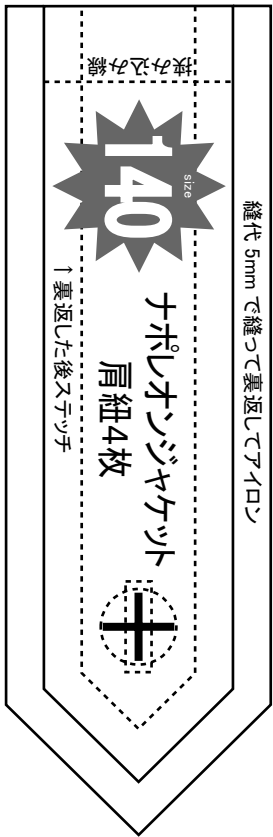 挟み込み線
size
140
縫代 5mm で縫って裏返してアイロン
ナポレオンジャケット
肩紐4枚
↑裏返した後ステッチ